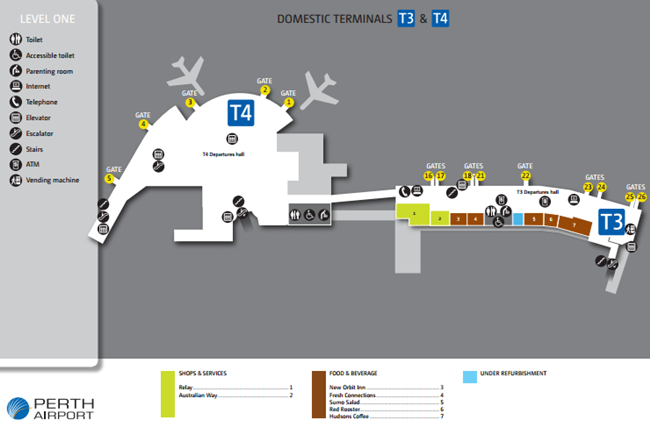 LEVEL ONE
Toilet
Accessible toilet
Parenting room
Internet
Telephone
Elevator
Escalator
Stairs
ATM
Vending machine
DOMESTIC TERMINALS T3 & T4
GATE
2
GATE
3
GATE
1
T4
GATE
4
T4 Departures hall
GATE
5
GATES
16 17
GATES
18 21
GATE
22
GATES
23 24
GATES
25 26
T3 Departures hall
T3
1
2
3
4
5
6
7
PERTH
AIRPORT
SHOPS & SERVICES
Relay 1
Australian Way 2
FOOD & BEVERAGE
New Orbit Inn 3
Fresh Connections 4
Sumo Salad 5
Red Rooster 6
Hudsons Coffee 7
UNDER REFURBISHMENT